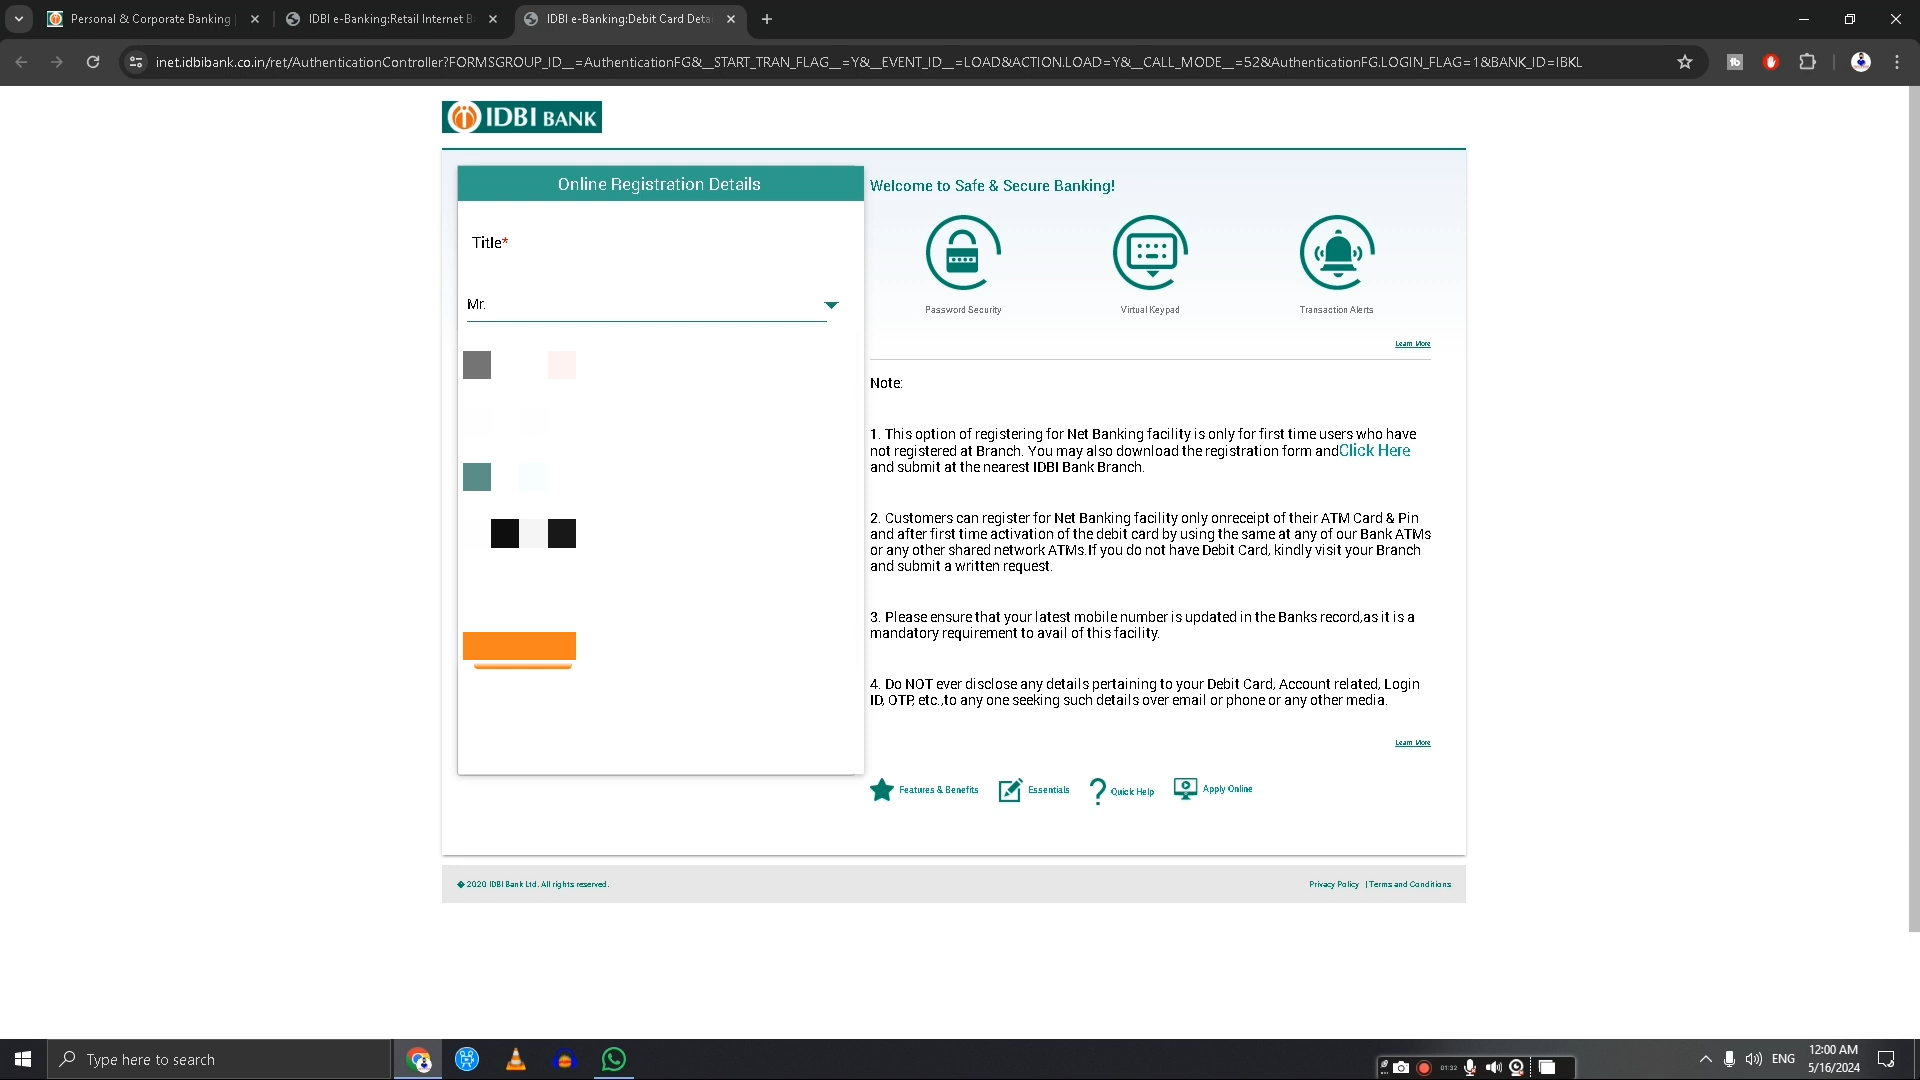 Personal & Corporate Banking
IDBI e-Banking:Retail Internet B
IDBI e-Banking:Debit Card Deta
inet.idbibank.co.in/ret/AuthenticationController?FORMSGROUP_ID__=AuthenticationFG&__START_TRAN_FLAG__=Y&__EVENT_ID__=LOAD&ACTION.LOAD=Y&__CALL_MODE__=52&AuthenticationFG.LOGIN_FLAG=1&BANK_ID=IBKL
IDBI BANK
Online Registration Details
Title*
Mr.
Welcome to Safe & Secure Banking!
Password Security
Virtual Keypad
Transaction Alerts
Learn More
Note:
1. This option of registering for Net Banking facility is only for first time users who have
not registered at Branch. You may also download the registration form andClick Here
and submit at the nearest IDBI Bank Branch.
2. Customers can register for Net Banking facility only onreceipt of their ATM Card & Pin
and after first time activation of the debit card by using the same at any of our Bank ATMs
or any other shared network ATMs.If you do not have Debit Card, kindly visit your Branch
and submit a written request.
3. Please ensure that your latest mobile number is updated in the Banks record,as it is a
mandatory requirement to avail of this facility.
4. Do NOT ever disclose any details pertaining to your Debit Card, Account related, Login
ID, OTP, etc.,to any one seeking such details over email or phone or any other media.
Learn More
Features & Benefits
Essentials
Quick Help
Apply Online
� 2020 IDBI Bank Ltd. All rights reserved.
Privacy Policy | Terms and Conditions
Type here to search
01:32
ENG
12:00 AM
5/16/2024